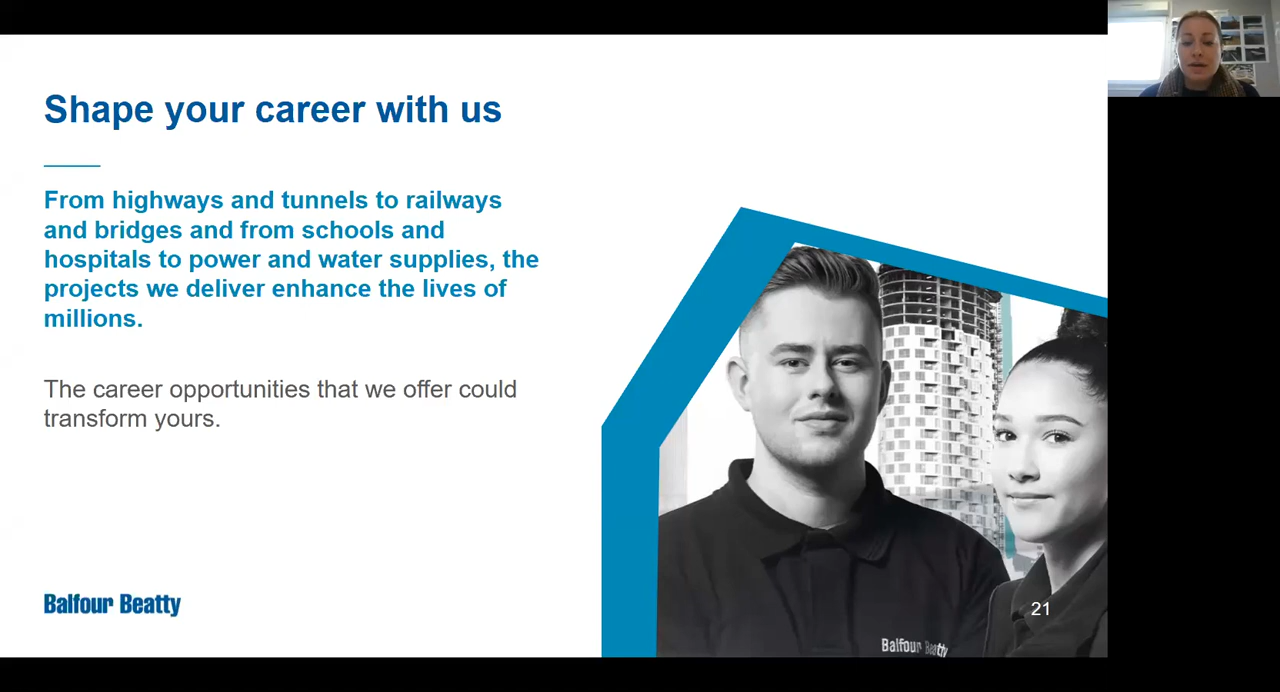 Shape your career with us
From highways and tunnels to railways
and bridges and from schools and
hospitals to power and water supplies, the
projects we deliver enhance the lives of
millions.
The career opportunities that we offer could
transform yours.
Balfour Beatty
21
Balfour Beatty